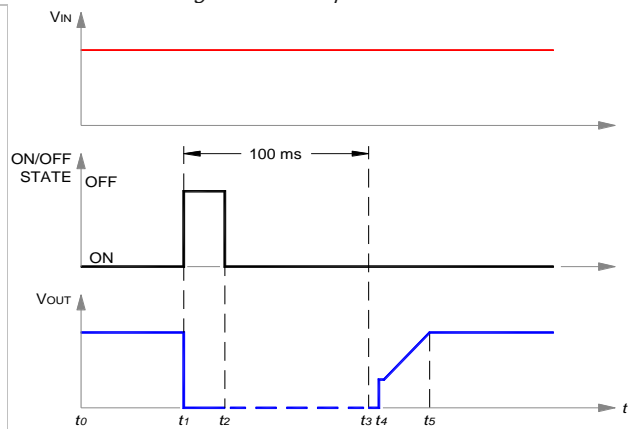 VIN
ON/OFF
STATE
OFF
100 ms
ON
VOUT
t
t0 t1 t2 t3 t4 t5